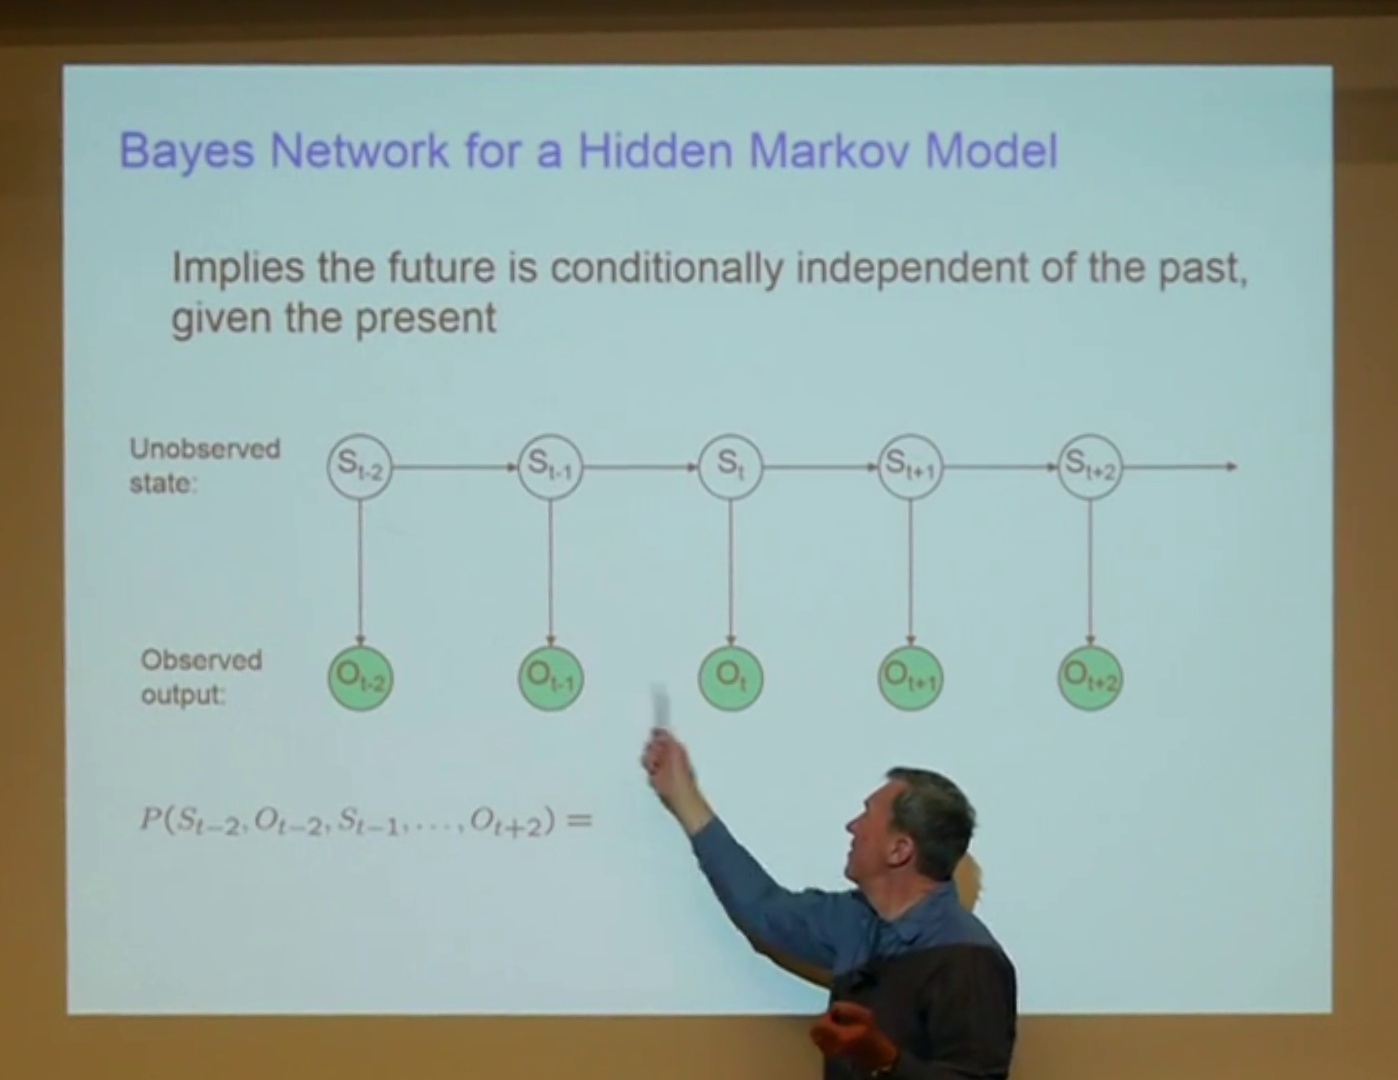 Bayes Network for a Hidden Markov Model
Implies the future is conditionally independent of the past,
given the present
Unobserved
state:
S_{t-2} S_{t-1} S_t S_{t+1} S_{t+2}
Observed
output:
O_{t-2} O_{t-1} O_t O_{t+1} O_{t+2}
P(S_{t-2}, O_{t-2}, S_{t-1}, ..., O_{t+2}) =